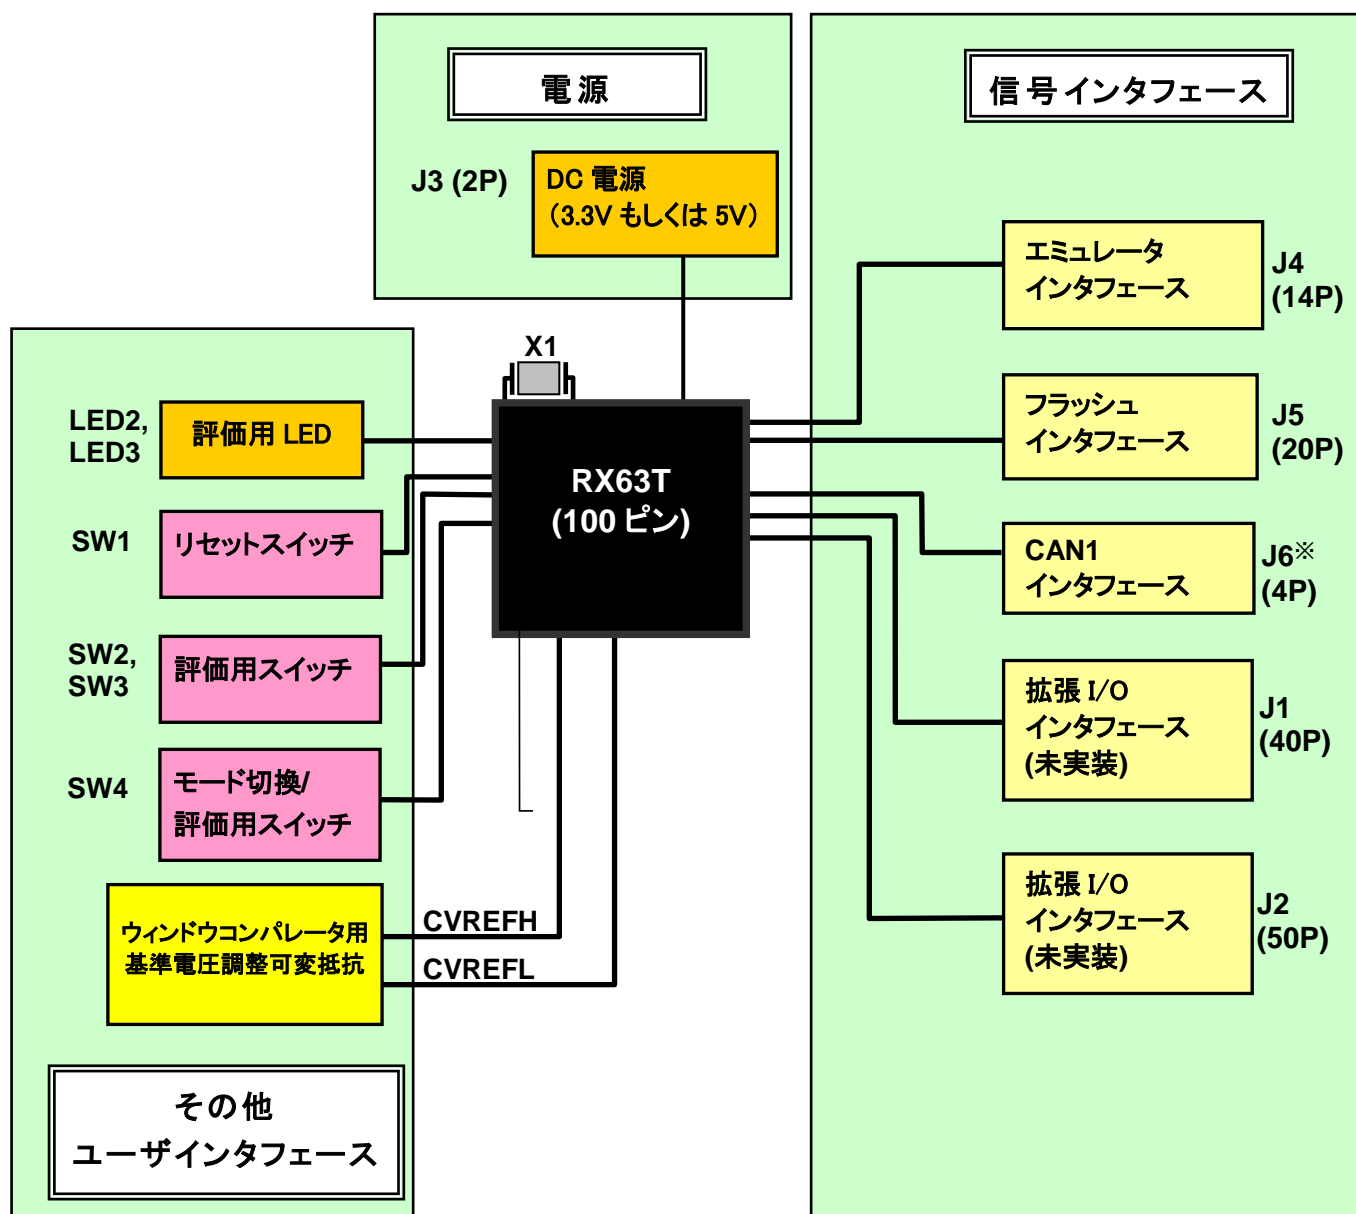 電源
J3 (2P)
DC 電源
(3.3V もしくは 5V)
信号インタフェース
エミュレータ
インタフェース
J4
(14P)
フラッシュ
インタフェース
J5
(20P)
CAN1
インタフェース
J6※
(4P)
拡張 I/O
インタフェース
(未実装)
J1
(40P)
拡張 I/O
インタフェース
(未実装)
J2
(50P)
X1
RX63T
(100 ピン)
LED2,
LED3
評価用 LED
SW1
リセットスイッチ
SW2,
SW3
評価用スイッチ
SW4
モード切換/
評価用スイッチ
ウィンドウコンパレータ用
基準電圧調整可変抵抗
CVREFH
CVREFL
その他
ユーザインタフェース